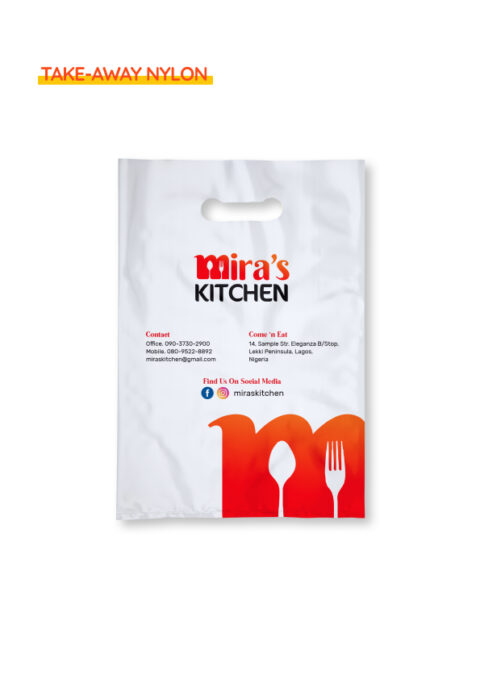 TAKE-AWAY NYLON
mira's
KITCHEN
Contact
Office, 090-3730-2900
Mobile. 080-9522-8892
miraskitchen@gmail.com
Come 'n Eat
14, Sample Str. Eleganza B/Stop,
Lekki Peninsula, Lagos,
Nigeria
Find Us On Social Media
miraskitchen
m